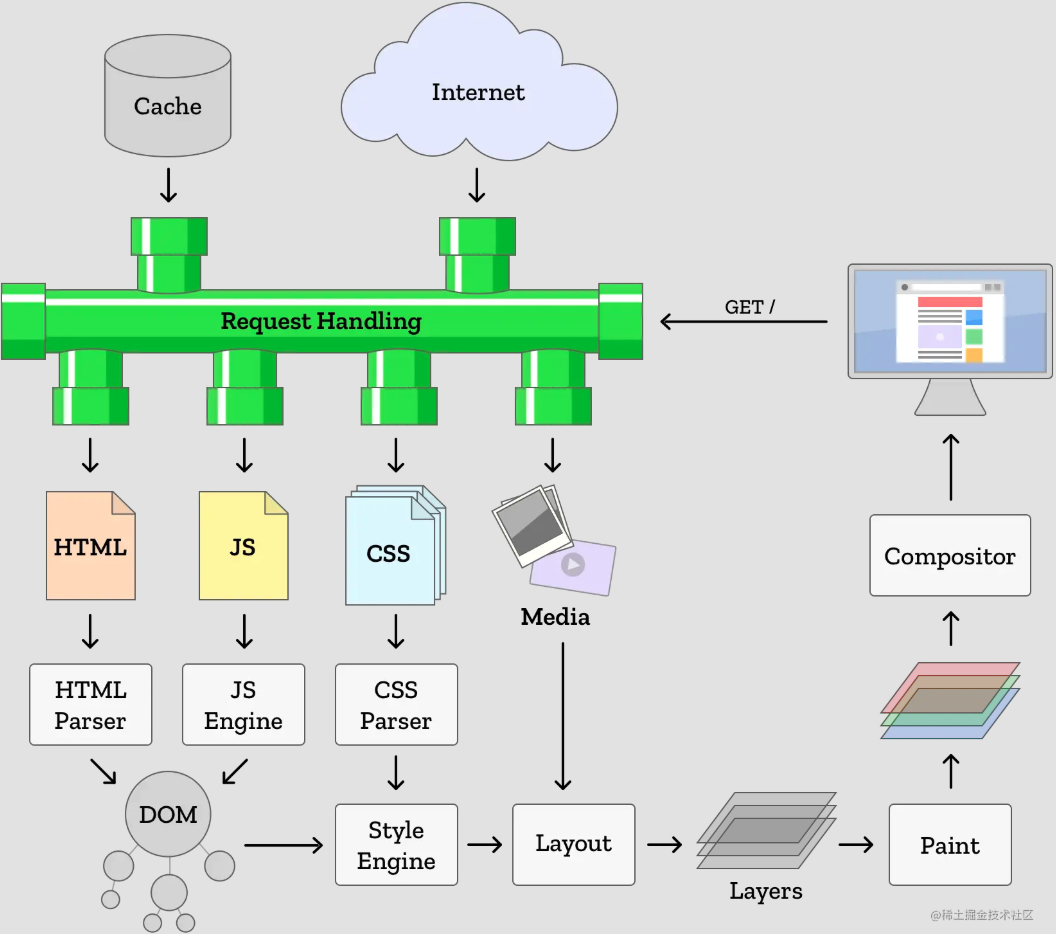 Cache
Internet
Request Handling
GET /
HTML
JS
CSS
Media
Compositor
HTML
Parser
JS
Engine
CSS
Parser
DOM
Style
Engine
Layout
Layers
Paint
@稀土掘金技术社区